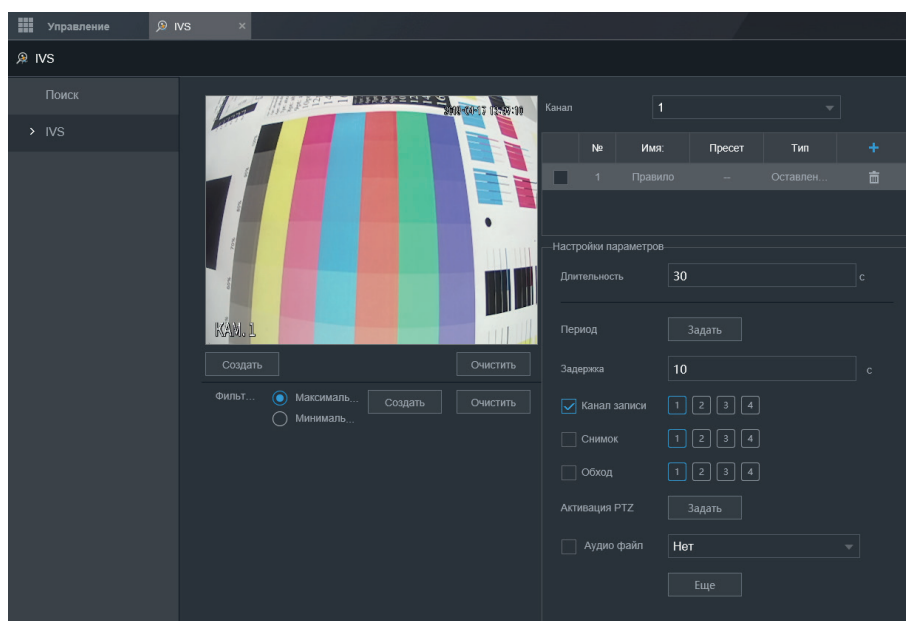 Управление
IVS ×
IVS
Поиск
IVS
КАМ.1
Создать
Очистить
Фильт... Максималь... Создать Очистить
Минималь...
Канал 1
№ Имя: Пресет Тип +
1 Правило – Оставлен...
Настройки параметров
Длительность 30 с
Период Задать
Задержка 10 с
Канал записи 1 2 3 4
Снимок 1 2 3 4
Обход 1 2 3 4
Активация PTZ Задать
Аудио файл Нет
Еще